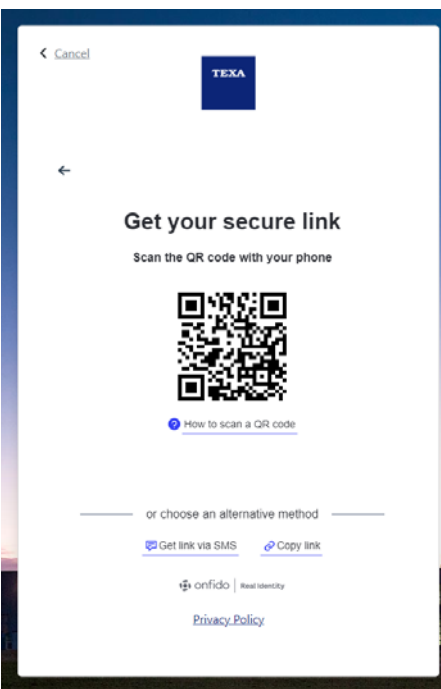 Cancel
TEXA
Get your secure link
Scan the QR code with your phone
How to scan a QR code
or choose an alternative method
Get link via SMS
Copy link
onfido | Real Identity
Privacy Policy